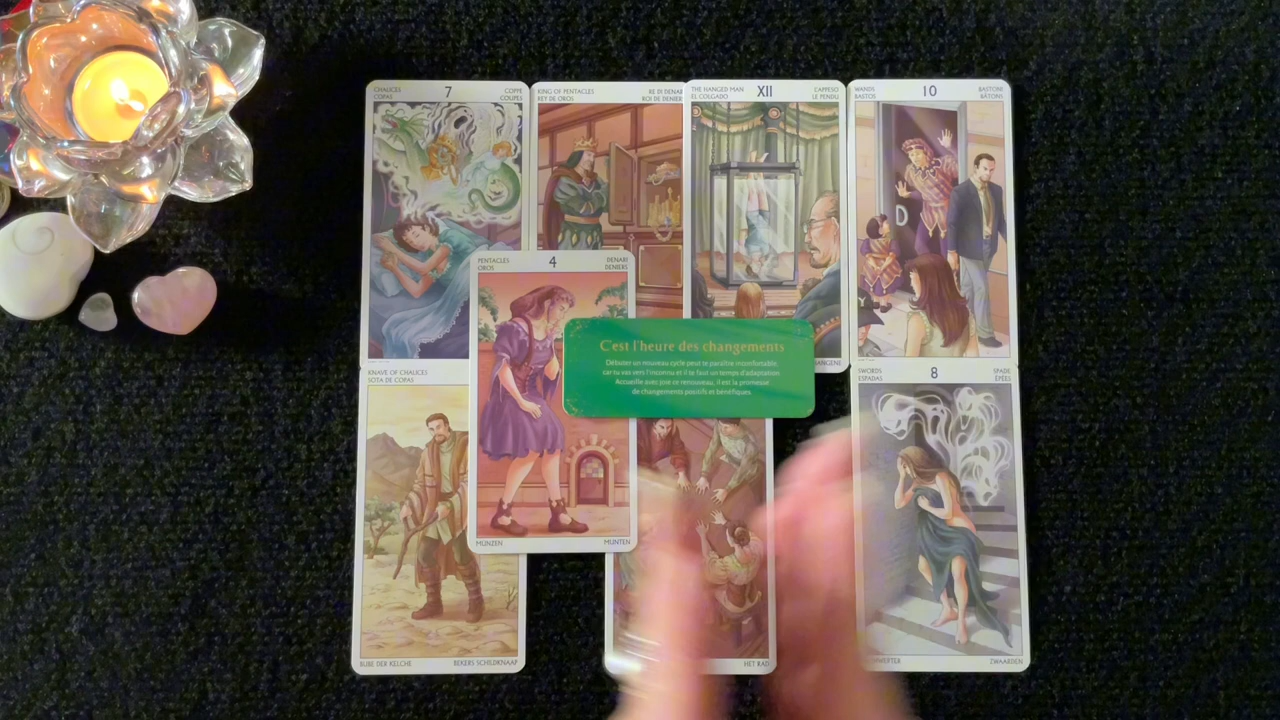 CHALICES 7 COPPE
COPAS COUPES
KING OF PENTACLES RE DI DENAR
REY DE OROS ROI DE DENIER
THE HANGED MAN XII L'APPESO
EL COLGADO LE PENDU
WANDS 10 BASTONI
BASTOS BÂTONS
PENTACLES 4 DENARI
OROS DENIERS
C'est l'heure des changements
Débuter un nouveau cycle peut te paraître inconfortable,
car tu vas vers l'inconnu et il te faut un temps d'adaptation.
Accueille avec joie ce renouveau, il est la promesse
de changements positifs et bénéfiques.
HANGENE
KNAVE OF CHALICES
SOTA DE COPAS
SWORDS 8 SPADE
ESPADAS ÉPÉES
D
MÜNZEN MUNTEN
BUBE DER KELCHE BEKERS SCHILDKNAAP
HET RAD
ZWAARDEN